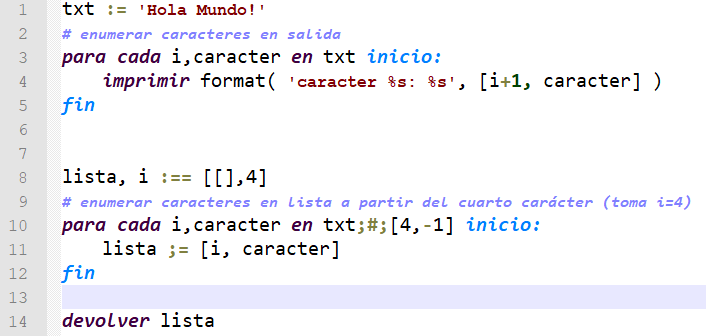 1 txt := 'Hola Mundo!'
2 # enumerar caracteres en salida
3 para cada i,caracter en txt inicio:
4 imprimir format( 'caracter %s: %s', [i+1, caracter] )
5 fin
6
7
8 lista, i :== [[],4]
9 # enumerar caracteres en lista a partir del cuarto carácter (toma i=4)
10 para cada i,caracter en txt;#;[4,-1] inicio:
11 lista ;= [i, caracter]
12 fin
13
14 devolver lista